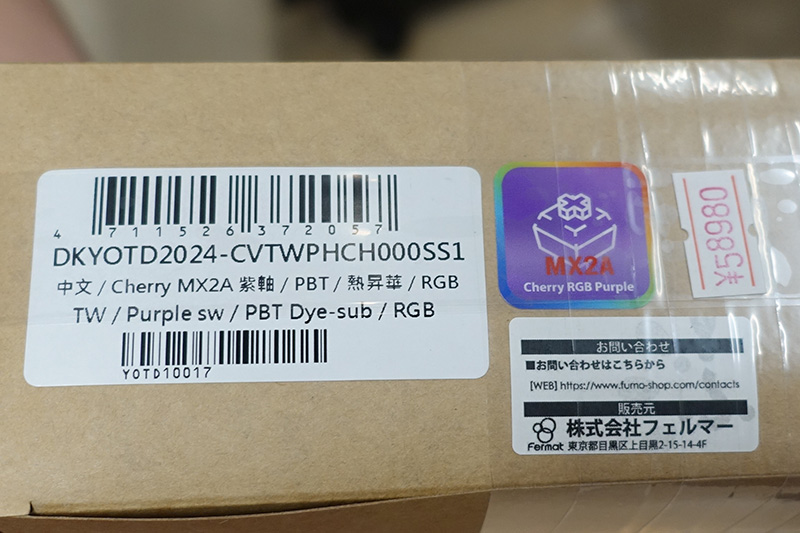 4 711526 372057
DKYOTD2024-CVTWPHCH000SS1
中文 / Cherry MX2A 紫軸 / PBT / 熱昇華 / RGB
TW / Purple sw / PBT Dye-sub / RGB
YOTD10017
MX2A
Cherry RGB Purple
¥58980
お問い合わせ
■お問い合わせはこちらから
[WEB] https://www.fumo-shop.com/contacts
販売元
株式会社フェルマー
Fermat 東京都目黒区上目黒2-15-14-4F